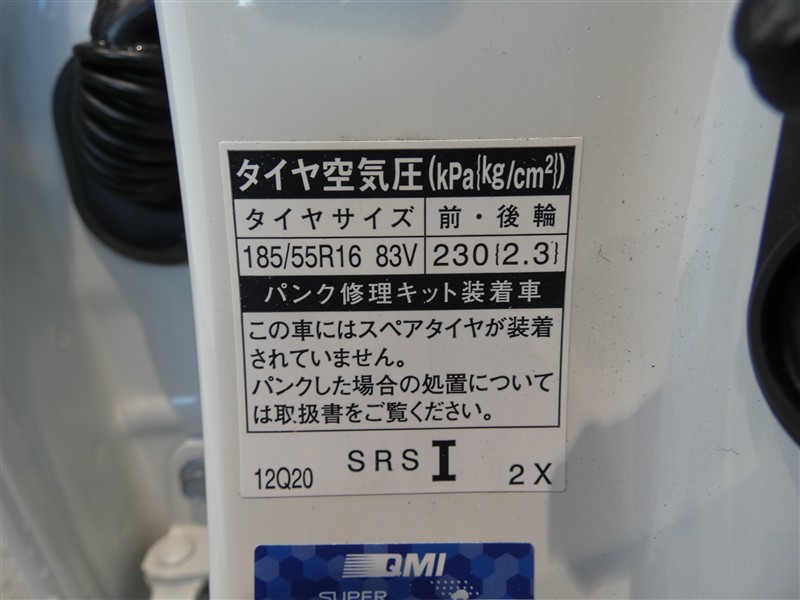 タイヤ空気圧(kPa{kg/cm²})
タイヤサイズ 前・後輪
185/55R16 83V 230{2.3}
パンク修理キット装着車
この車にはスペアタイヤが装着
されていません。
パンクした場合の処置について
は取扱書をご覧ください。
12Q20 SRS I 2X
QMI
SUPER